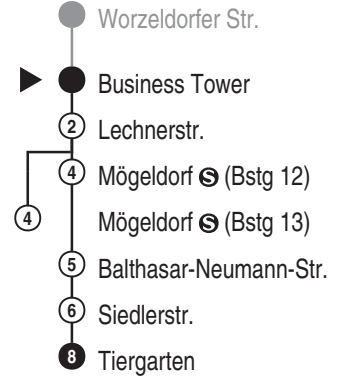 Worzeldorfer Str.
Business Tower
2 Lechnerstr.
4 Mögeldorf S (Bstg 12)
4 Mögeldorf S (Bstg 13)
5 Balthasar-Neumann-Str.
6 Siedlerstr.
8 Tiergarten